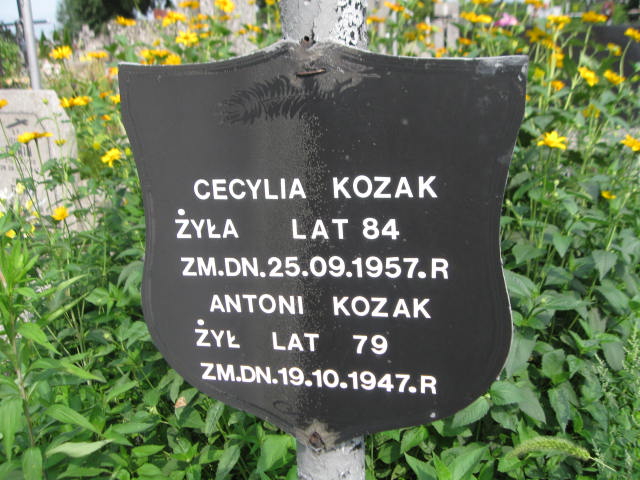 CECYLIA KOZAK
ŻYŁA LAT 84
ZM.DN.25.09.1957.R
ANTONI KOZAK
ŻYŁ LAT 79
ZM.DN.19.10.1947.R